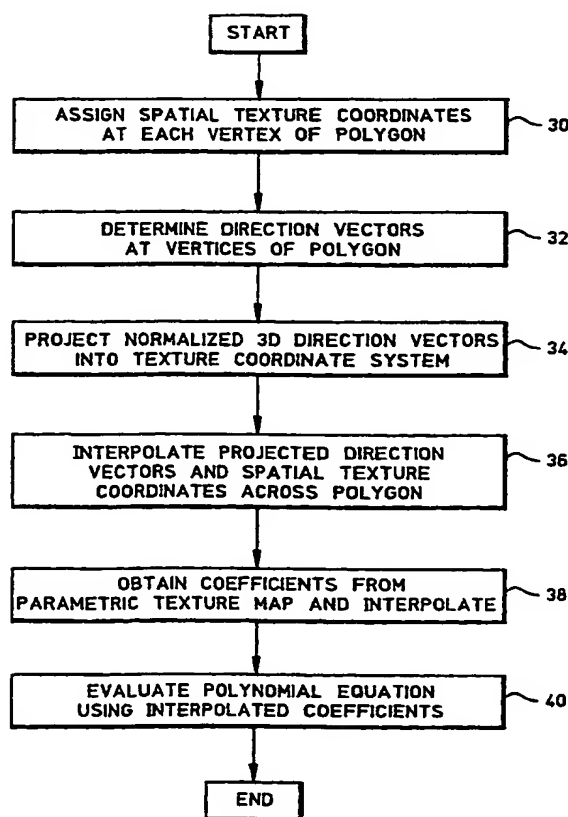 START
ASSIGN SPATIAL TEXTURE COORDINATES
AT EACH VERTEX OF POLYGON
30
DETERMINE DIRECTION VECTORS
AT VERTICES OF POLYGON
32
PROJECT NORMALIZED 3D DIRECTION VECTORS
INTO TEXTURE COORDINATE SYSTEM
34
INTERPOLATE PROJECTED DIRECTION
VECTORS AND SPATIAL TEXTURE
COORDINATES ACROSS POLYGON
36
OBTAIN COEFFICIENTS FROM
PARAMETRIC TEXTURE MAP AND INTERPOLATE
38
EVALUATE POLYNOMIAL EQUATION
USING INTERPOLATED COEFFICIENTS
40
END